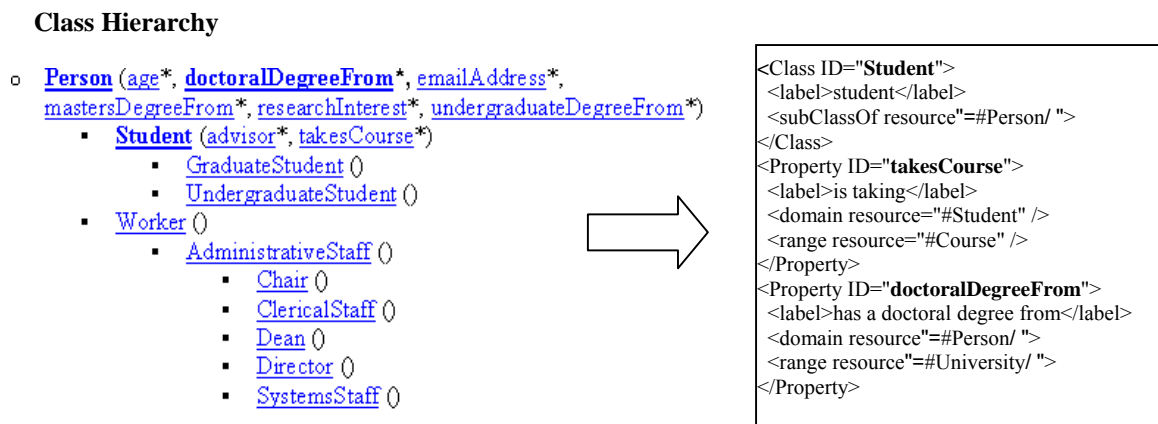 Class Hierarchy
o Person (age*, doctoralDegreeFrom*, emailAddress*,
mastersDegreeFrom*, researchInterest*, undergraduateDegreeFrom*)
▪ Student (advisor*, takesCourse*)
▪ GraduateStudent ()
▪ UndergraduateStudent ()
▪ Worker ()
▪ AdministrativeStaff ()
▪ Chair ()
▪ ClericalStaff ()
▪ Dean ()
▪ Director ()
▪ SystemsStaff ()
<Class ID="Student">
<label>student</label>
<subClassOf resource"=#Person/ ">
</Class>
<Property ID="takesCourse">
<label>is taking</label>
<domain resource="#Student" />
<range resource="#Course" />
</Property>
<Property ID="doctoralDegreeFrom">
<label>has a doctoral degree from</label>
<domain resource"=#Person/ ">
<range resource"=#University/ ">
</Property>